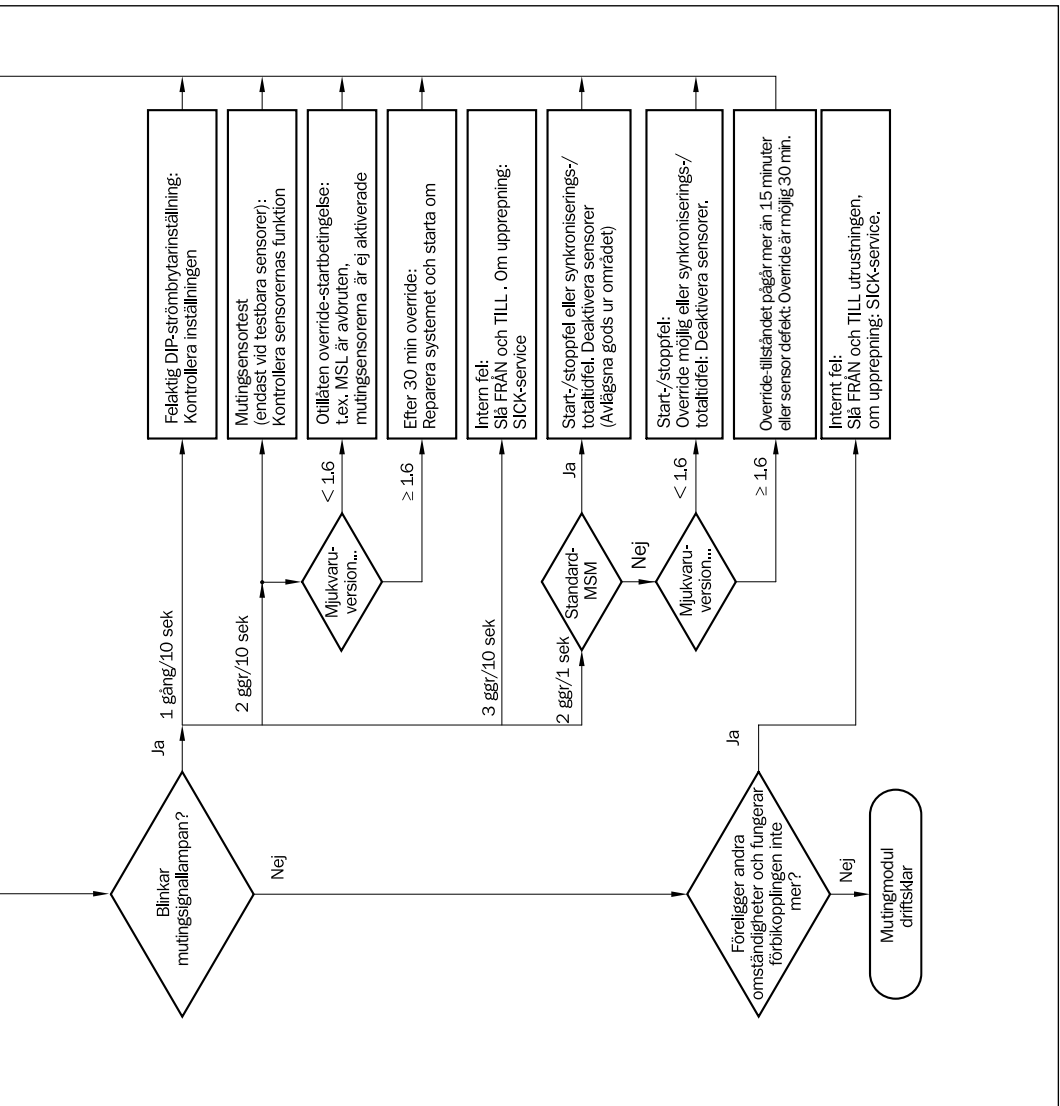 Blinkar
mutingsignallampan?
Ja
Nej
1 gång/10 sek
2 ggr/10 sek
3 ggr/10 sek
2 ggr/1 sek
Mjukvaru-
version...
< 1.6
≥ 1.6
Standard-
MSM
Ja
Nej
Mjukvaru-
version...
< 1.6
≥ 1.6
Felaktig DIP-strömbrytarinställning:
Kontrollera inställningen
Mutingsensortest
(endast vid testbara sensorer):
Kontrollera sensorernas funktion
Otillåten override-startbetingelse:
t.ex. MSL är avbruten,
mutingsensorerna är ej aktiverade
Efter 30 min override:
Reparera systemet och starta om
Intern fel:
Slå FRÅN och TILL . Om upprepning:
SICK-service
Start-/stoppfel eller synkroniserings-/
totaltidfel. Deaktivera sensorer
(Avlägsna gods ur området)
Start-/stoppfel:
Override möjlig eller synkroniserings-/
totaltidfel: Deaktivera sensorer.
Override-tillståndet pågår mer än 15 minuter
eller sensor defekt: Override är möjlig 30 min.
Internt fel:
Slå FRÅN och TILL utrustningen,
om upprepning: SICK-service.
Föreligger andra
omständigheter och fungerar
förbikopplingen inte
mer?
Ja
Nej
Mutingmodul
driftsklar